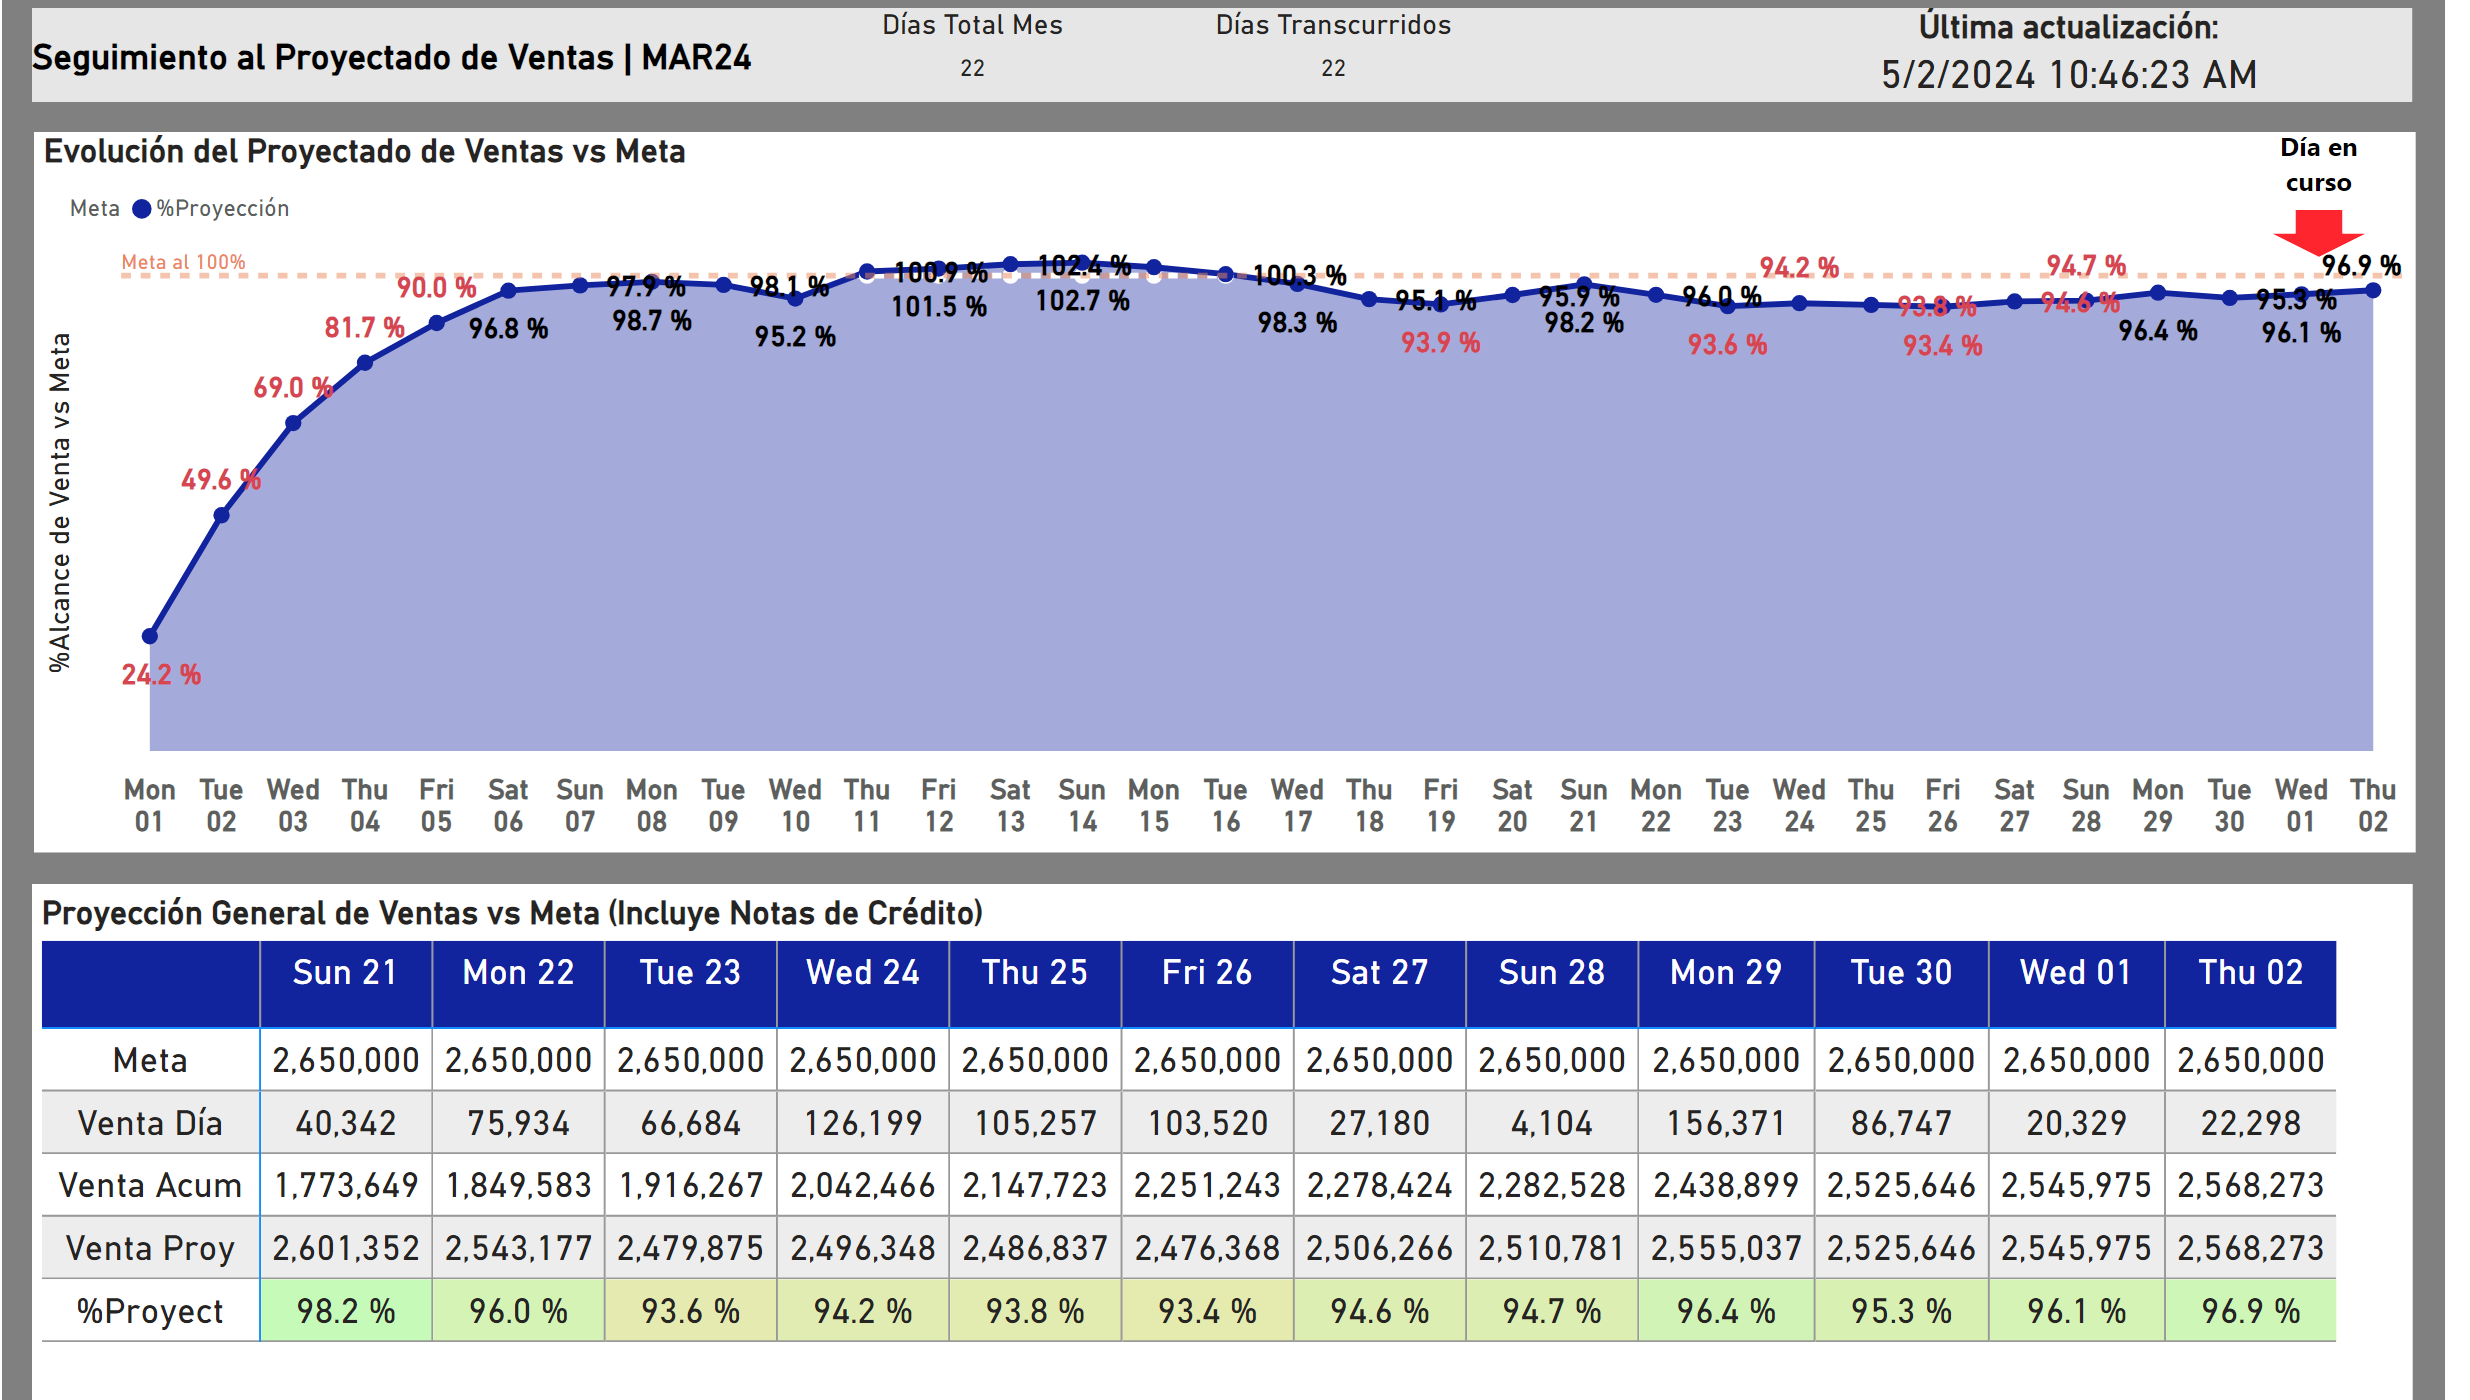 Seguimiento al Proyectado de Ventas | MAR24
Días Total Mes
22
Días Transcurridos
22
Última actualización:
5/2/2024 10:46:23 AM
Evolución del Proyectado de Ventas vs Meta
Día en
curso
Meta %Proyección
Meta al 100%
%Alcance de Venta vs Meta
24.2 %
49.6 %
69.0 %
81.7 %
90.0 %
96.8 %
97.9 %
98.7 %
98.1 %
95.2 %
100.9 %
101.5 %
102.4 %
102.7 %
100.3 %
98.3 %
95.1 %
93.9 %
95.9 %
98.2 %
96.0 %
93.6 %
94.2 %
93.8 %
93.4 %
94.6 %
94.7 %
96.4 %
95.3 %
96.1 %
96.9 %
Mon Tue Wed Thu Fri Sat Sun Mon Tue Wed Thu Fri Sat Sun Mon Tue Wed Thu Fri Sat Sun Mon Tue Wed Thu Fri Sat Sun Mon Tue Wed Thu
01 02 03 04 05 06 07 08 09 10 11 12 13 14 15 16 17 18 19 20 21 22 23 24 25 26 27 28 29 30 01 02
Proyección General de Ventas vs Meta (Incluye Notas de Crédito)
Sun 21 Mon 22 Tue 23 Wed 24 Thu 25 Fri 26 Sat 27 Sun 28 Mon 29 Tue 30 Wed 01 Thu 02
Meta 2,650,000 2,650,000 2,650,000 2,650,000 2,650,000 2,650,000 2,650,000 2,650,000 2,650,000 2,650,000 2,650,000 2,650,000
Venta Día 40,342 75,934 66,684 126,199 105,257 103,520 27,180 4,104 156,371 86,747 20,329 22,298
Venta Acum 1,773,649 1,849,583 1,916,267 2,042,466 2,147,723 2,251,243 2,278,424 2,282,528 2,438,899 2,525,646 2,545,975 2,568,273
Venta Proy 2,601,352 2,543,177 2,479,875 2,496,348 2,486,837 2,476,368 2,506,266 2,510,781 2,555,037 2,525,646 2,545,975 2,568,273
%Proyect 98.2 % 96.0 % 93.6 % 94.2 % 93.8 % 93.4 % 94.6 % 94.7 % 96.4 % 95.3 % 96.1 % 96.9 %